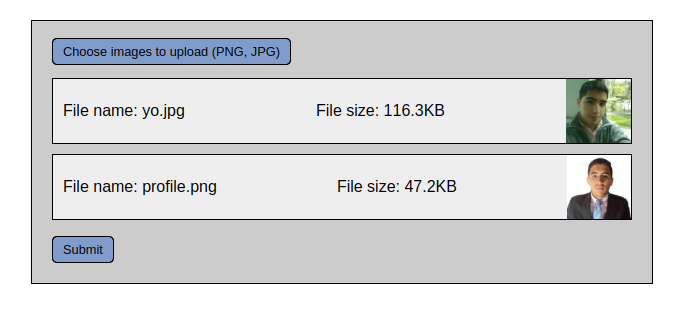 Choose images to upload (PNG, JPG)
File name: yo.jpg File size: 116.3KB
File name: profile.png File size: 47.2KB
Submit